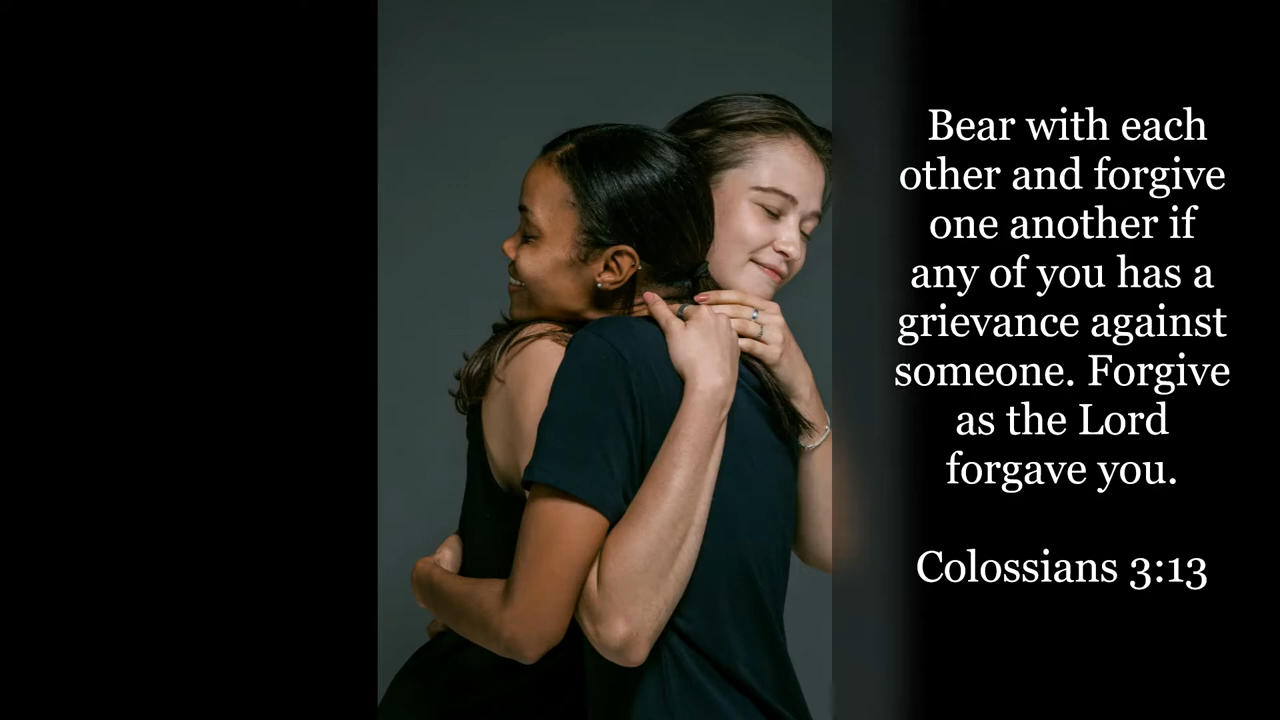 Bear with each
other and forgive
one another if
any of you has a
grievance against
someone. Forgive
as the Lord
forgave you.
Colossians 3:13